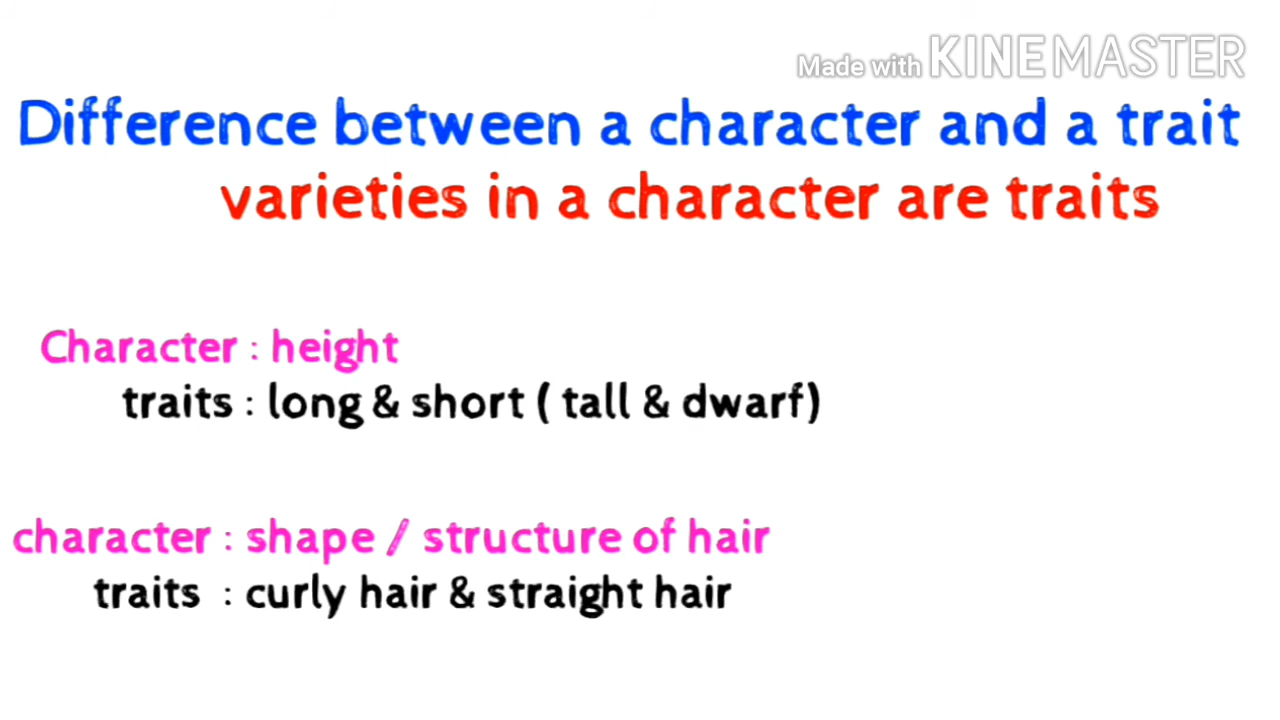 Made with KINEMASTER
Difference between a character and a trait
varieties in a character are traits
Character : height
traits : long & short ( tall & dwarf)
character : shape / structure of hair
traits : curly hair & straight hair